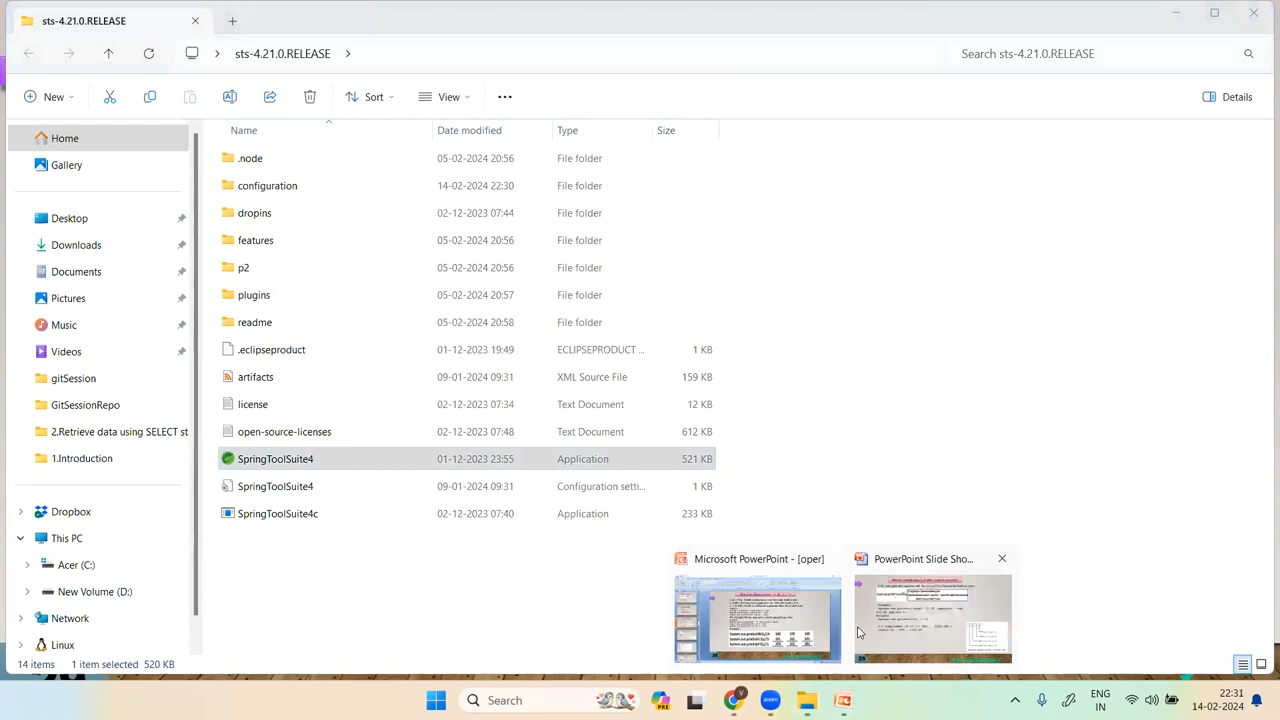 sts-4.21.0.RELEASE
sts-4.21.0.RELEASE
Search sts-4.21.0.RELEASE
New
Sort
View
Details
Name
Date modified
Type
Size
Home
Gallery
Desktop
Downloads
Documents
Pictures
Music
Videos
gitSession
GitSessionRepo
2.Retrieve data using SELECT st
1.Introduction
Dropbox
This PC
Acer (C:)
New Volume (D:)
Network
Linux
.node 05-02-2024 20:56 File folder
configuration 14-02-2024 22:30 File folder
dropins 02-12-2023 07:44 File folder
features 05-02-2024 20:56 File folder
p2 05-02-2024 20:56 File folder
plugins 05-02-2024 20:57 File folder
readme 05-02-2024 20:58 File folder
.eclipseproduct 01-12-2023 19:49 ECLIPSEPRODUCT ... 1 KB
artifacts 09-01-2024 09:31 XML Source File 159 KB
license 02-12-2023 07:34 Text Document 12 KB
open-source-licenses 02-12-2023 07:48 Text Document 612 KB
SpringToolSuite4 01-12-2023 23:55 Application 521 KB
SpringToolSuite4 09-01-2024 09:31 Configuration setti... 1 KB
SpringToolSuite4c 02-12-2023 07:40 Application 233 KB
Microsoft PowerPoint - [oper]
PowerPoint Slide Sho...
14 items
1 item selected 520 KB
Search
PRE
V
zoom
ENG
IN
22:31
14-02-2024